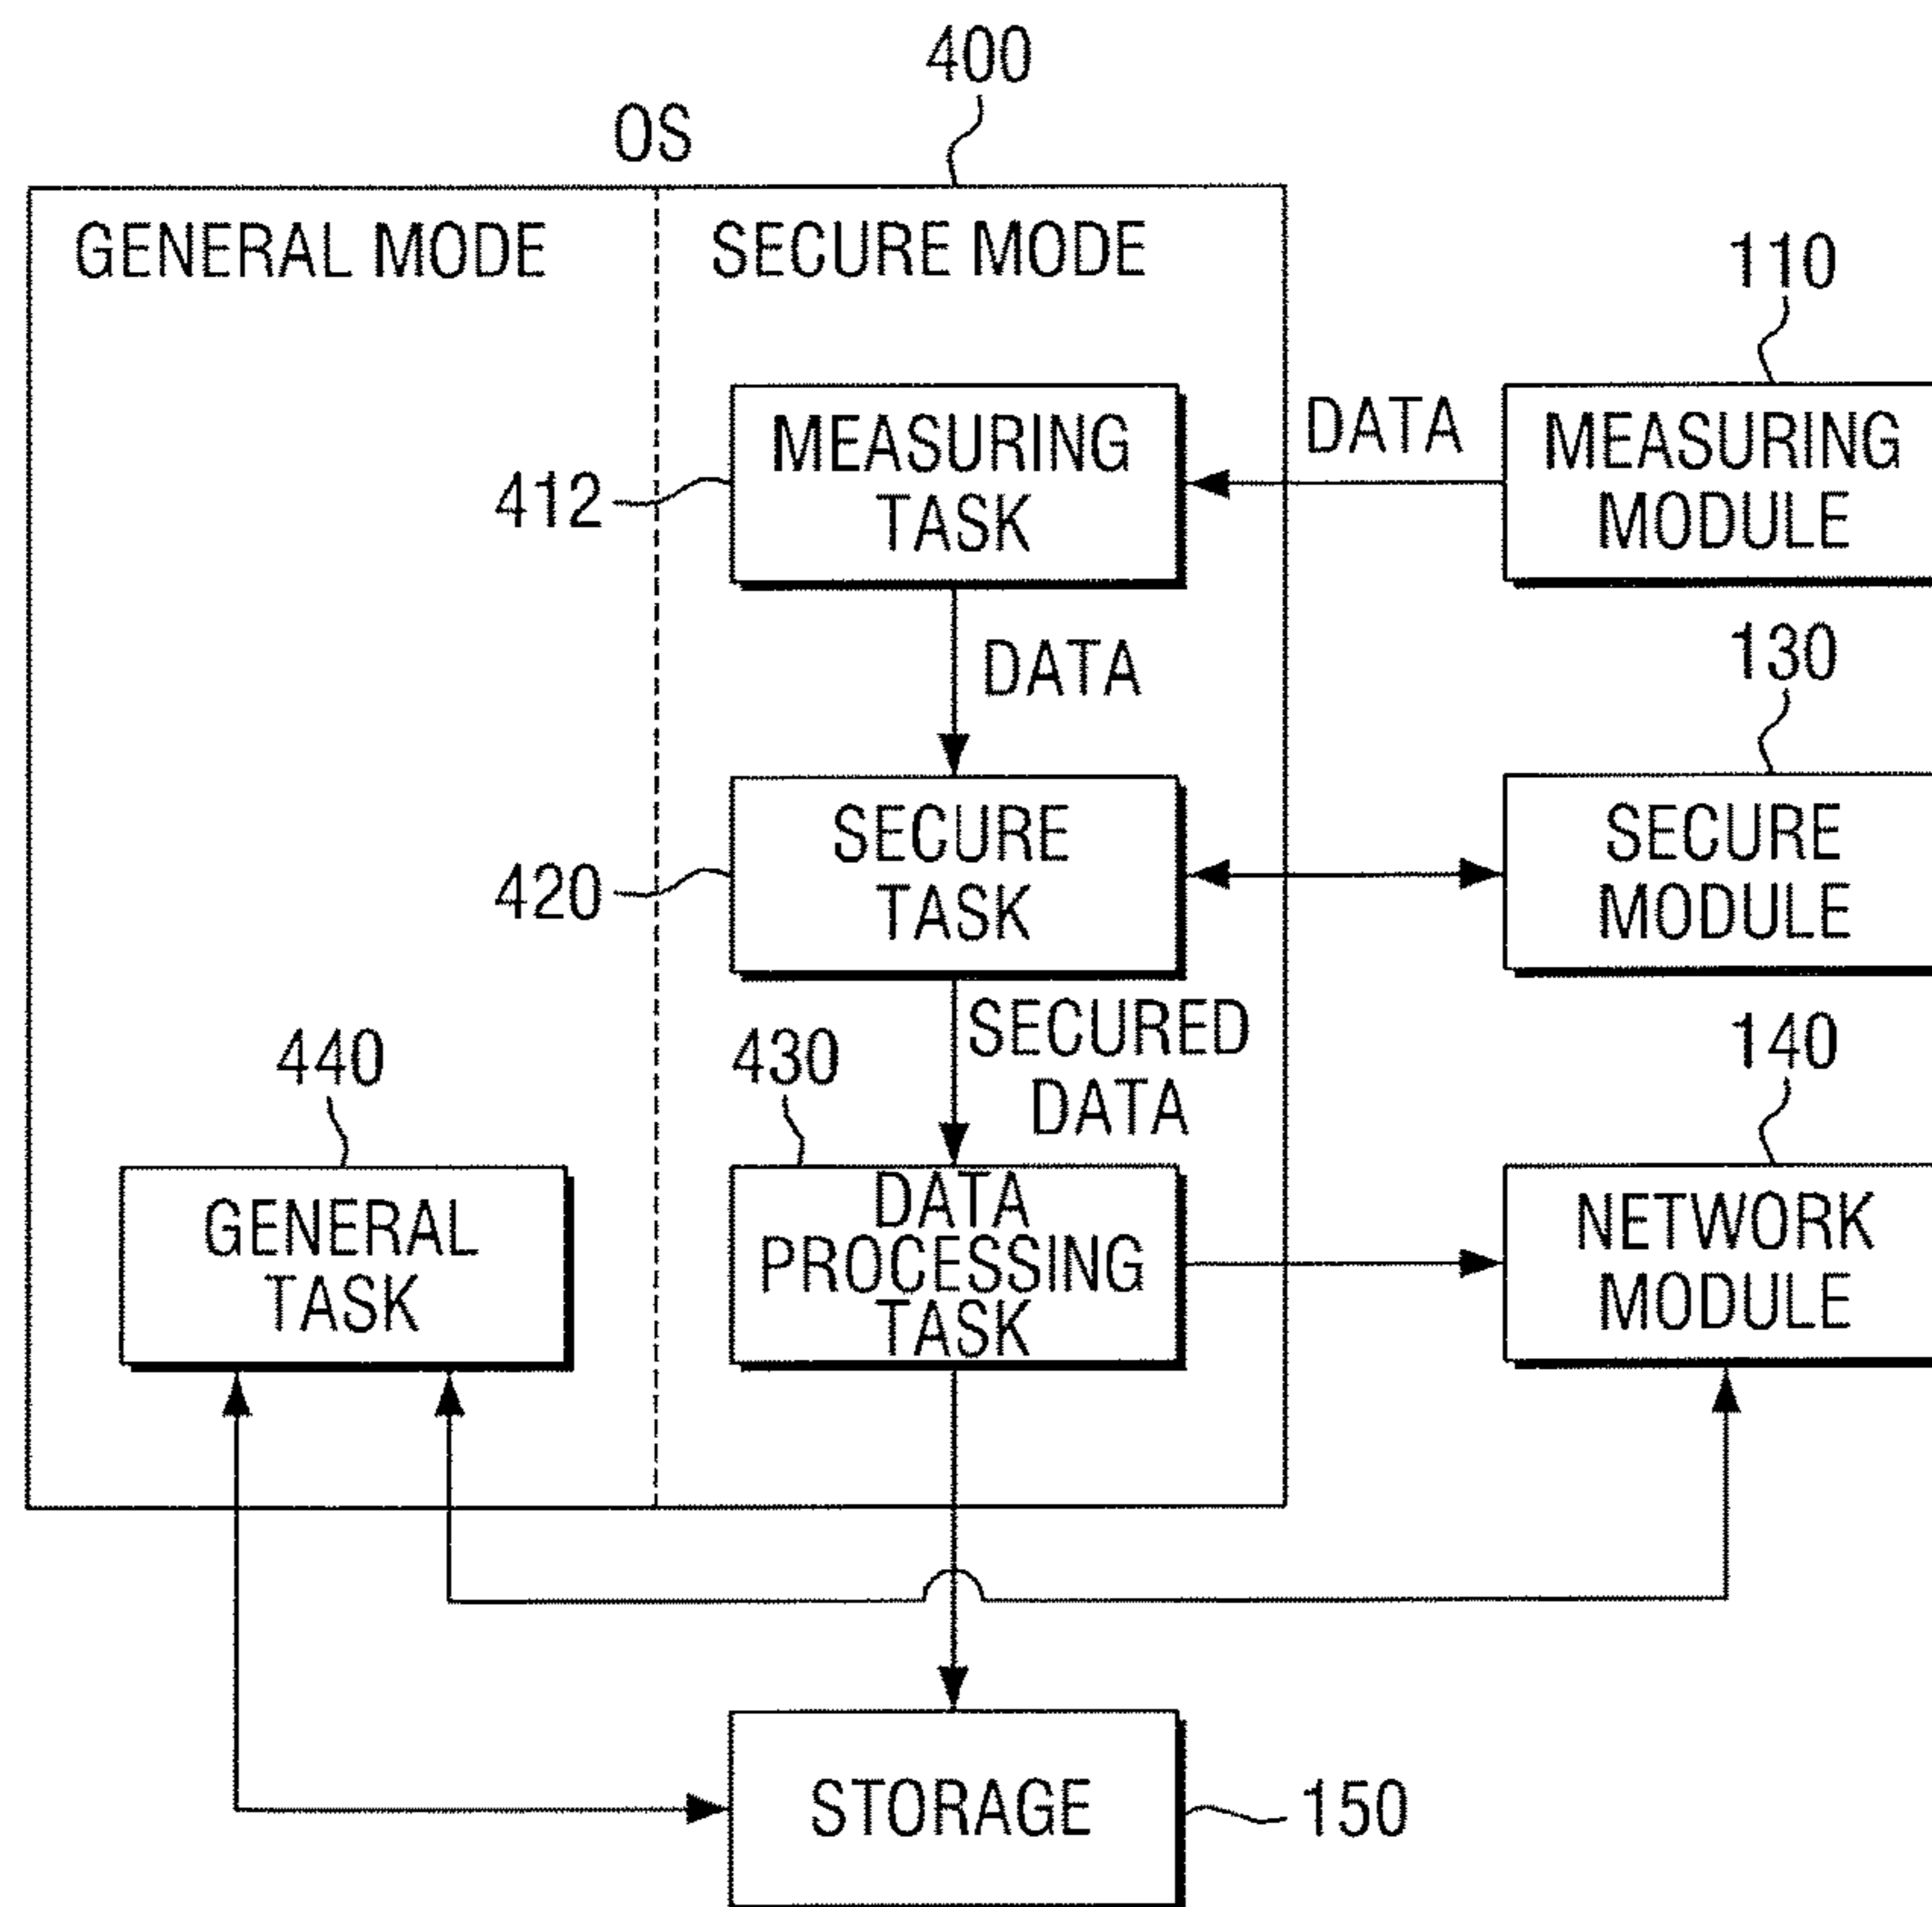 400
OS
GENERAL MODE
SECURE MODE
110
MEASURING
TASK
DATA
MEASURING
MODULE
412
DATA
130
SECURE
TASK
SECURE
MODULE
420
SECURED
DATA
440
430
140
GENERAL
TASK
DATA
PROCESSING
TASK
NETWORK
MODULE
STORAGE
150